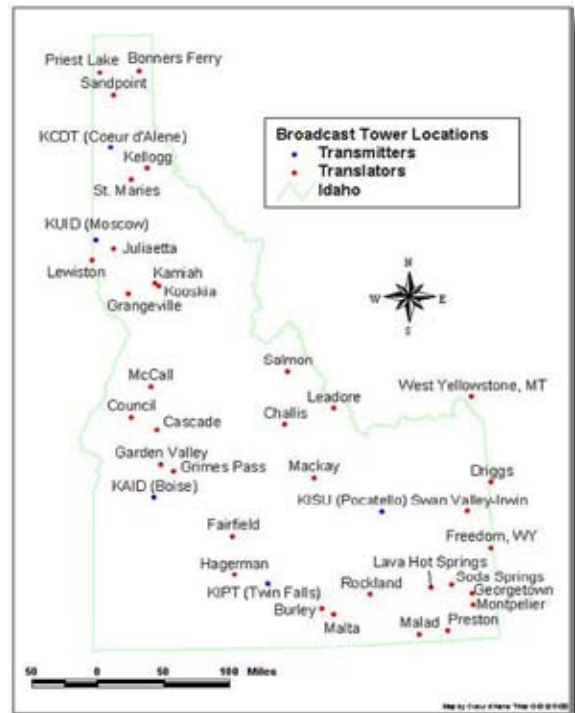 Priest Lake
Bonners Ferry
Sandpoint
KCDT (Coeur d'Alene)
Kellogg
St. Maries
Broadcast Tower Locations
Transmitters
Translators
Idaho
KUID (Moscow)
Juliaetta
Lewiston
Kamiah
Kooskia
Grangeville
N
W
E
S
Salmon
McCall
Leadore
West Yellowstone, MT
Council
Cascade
Challis
Garden Valley
Grimes Pass
Mackay
Driggs
KAID (Boise)
KISU (Pocatello)
Swan Valley-Irwin
Fairfield
Freedom, WY
Hagerman
Lava Hot Springs
Soda Springs
KIPT (Twin Falls)
Rockland
Georgetown
Burley
Montpelier
Malta
Malad
Preston
50 0 50 100 Miles